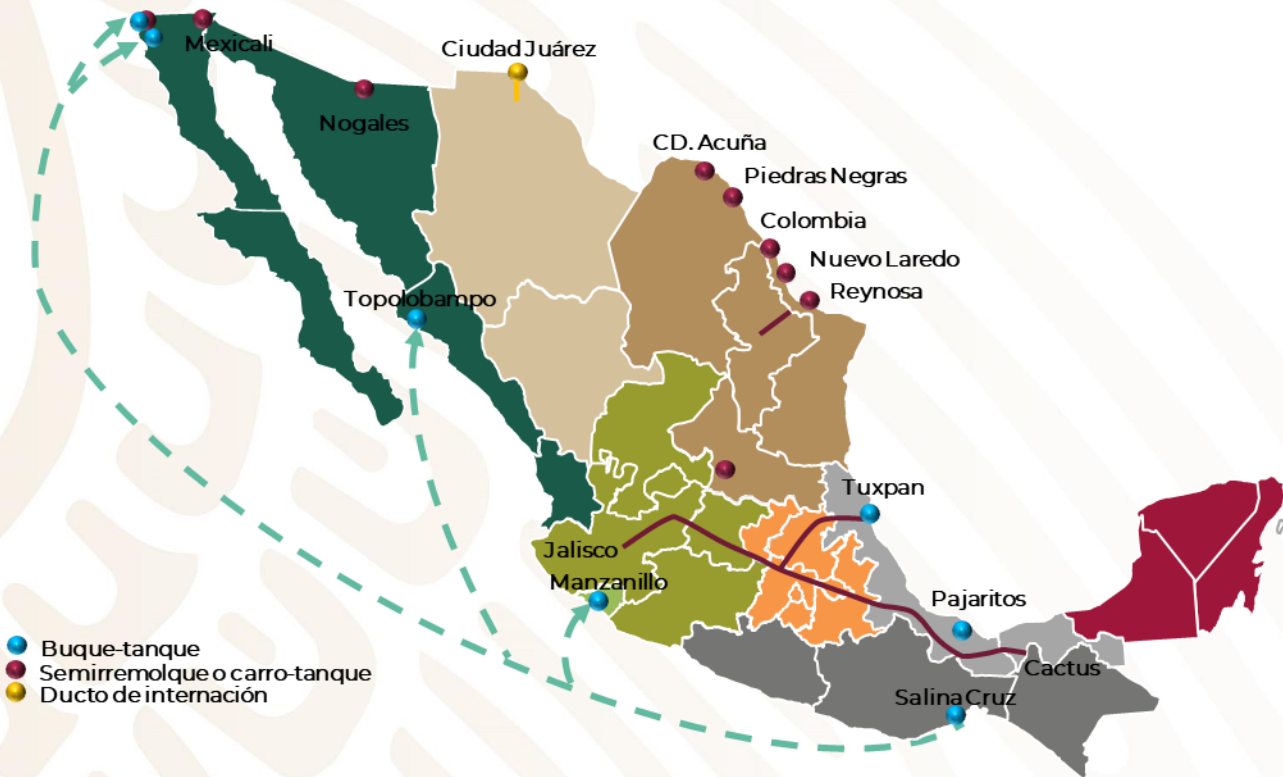 Mexicali
Ciudad Juárez
Nogales
CD. Acuña
Piedras Negras
Colombia
Nuevo Laredo
Reynosa
Topolobampo
Tuxpan
Jalisco
Manzanillo
Pajaritos
Cactus
Salina Cruz
Buque-tanque
Semirremolque o carro-tanque
Ducto de internación